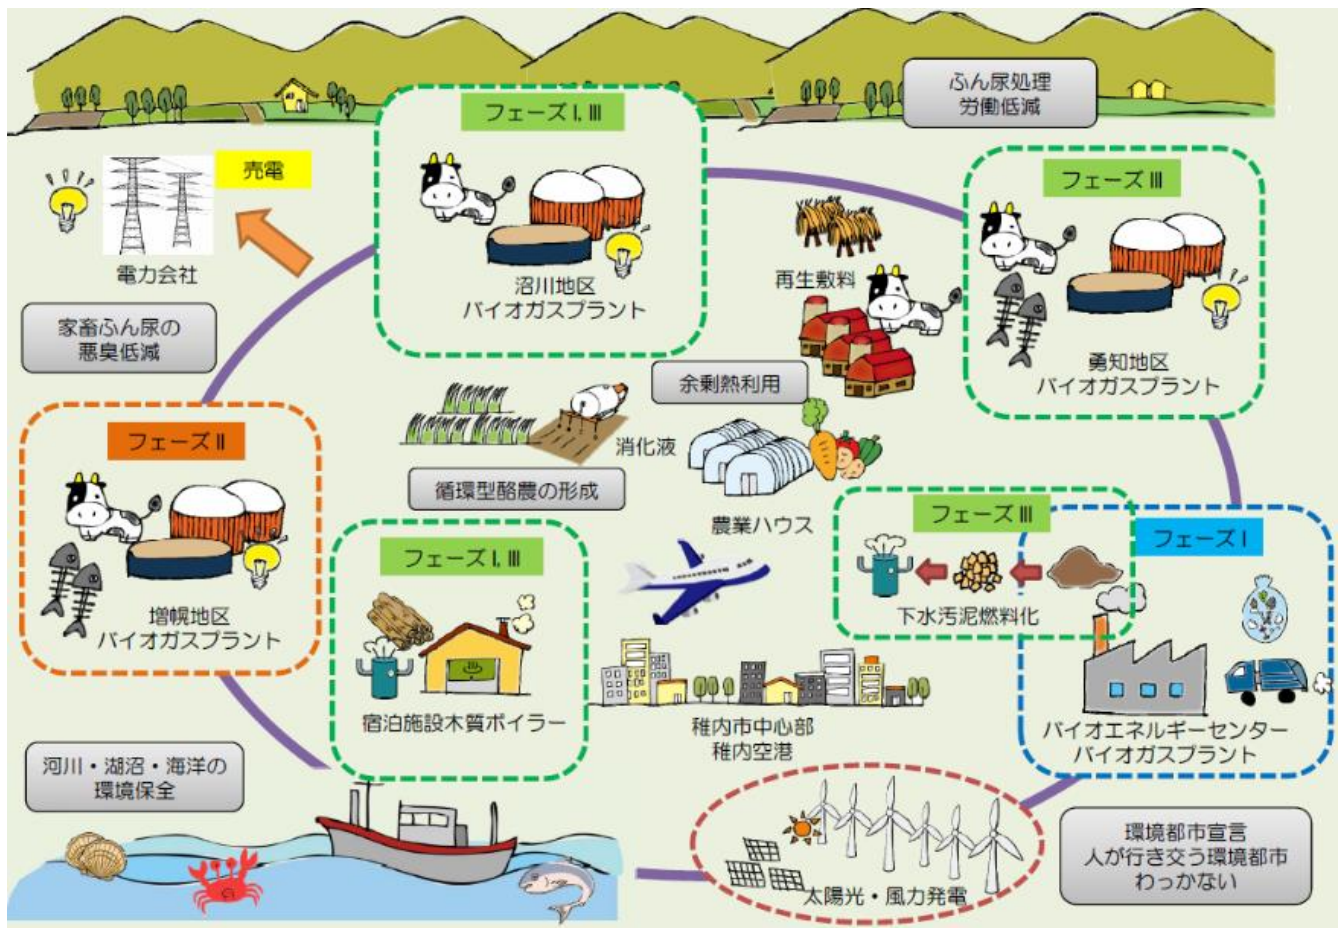 ふん尿処理
労働低減
フェーズⅠ,Ⅲ
売電
フェーズⅢ
電力会社
沼川地区
バイオガスプラント
再生敷料
家畜ふん尿の
悪臭低減
勇知地区
バイオガスプラント
余剰熱利用
フェーズⅡ
消化液
循環型酪農の形成
農業ハウス
フェーズⅢ
フェーズⅠ
フェーズⅠ,Ⅲ
増幌地区
バイオガスプラント
下水汚泥燃料化
宿泊施設木質ボイラー
稚内市中心部
稚内空港
バイオエネルギーセンター
バイオガスプラント
河川・湖沼・海洋の
環境保全
環境都市宣言
人が行き交う環境都市
わっかない
太陽光・風力発電